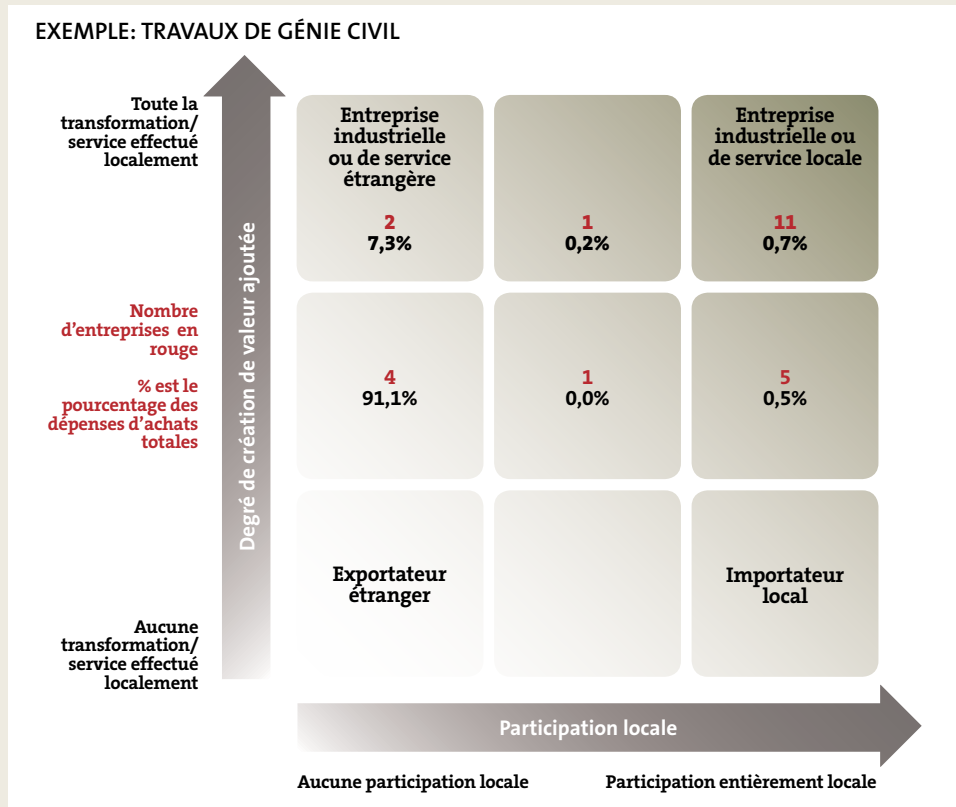 EXEMPLE: TRAVAUX DE GÉNIE CIVIL
Toute la
transformation/
service effectué
localement
Nombre
d'entreprises en
rouge
% est le
pourcentage des
dépenses d'achats
totales
Aucune
transformation/
service effectué
localement
Degré de création de valeur ajoutée
Entreprise
industrielle
ou de service
étrangère
2
7,3%
1
0,2%
Entreprise
industrielle ou
de service locale
11
0,7%
4
91,1%
1
0,0%
5
0,5%
Exportateur
étranger
Importateur
local
Participation locale
Aucune participation locale
Participation entièrement locale